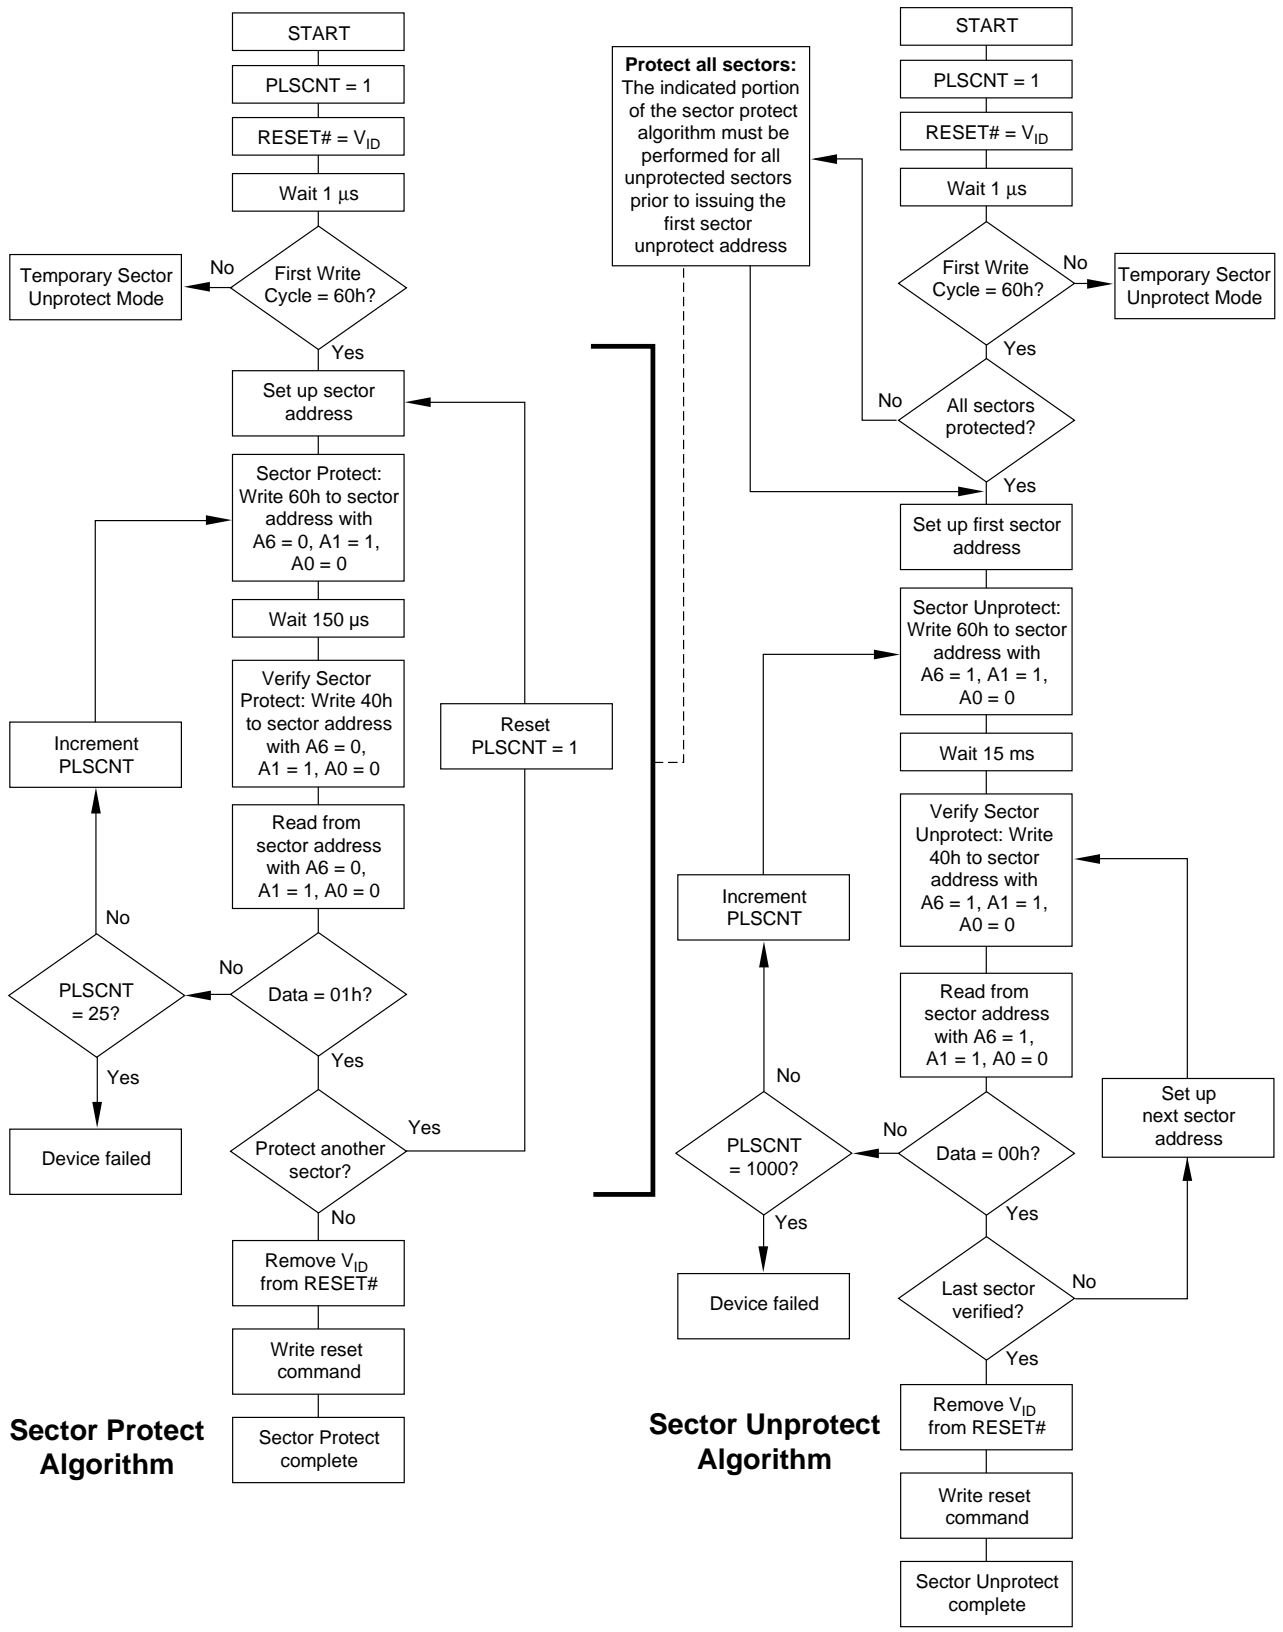 START
PLSCNT = 1
RESET# = VID
Wait 1 μs
First Write
Cycle = 60h?
No
Temporary Sector
Unprotect Mode
Yes
Set up sector
address
Sector Protect:
Write 60h to sector
address with
A6 = 0, A1 = 1,
A0 = 0
Wait 150 µs
Verify Sector
Protect: Write 40h
to sector address
with A6 = 0,
A1 = 1, A0 = 0
Reset
PLSCNT = 1
Increment
PLSCNT
Read from
sector address
with A6 = 0,
A1 = 1, A0 = 0
No
No
PLSCNT
= 25?
Data = 01h?
Yes
Yes
Device failed
Protect another
sector?
Yes
No
Remove VID
from RESET#
Write reset
command
Sector Protect
complete
Sector Protect
Algorithm
Protect all sectors:
The indicated portion
of the sector protect
algorithm must be
performed for all
unprotected sectors
prior to issuing the
first sector
unprotect address
START
PLSCNT = 1
RESET# = VID
Wait 1 μs
First Write
Cycle = 60h?
No
Temporary Sector
Unprotect Mode
Yes
No
All sectors
protected?
Yes
Set up first sector
address
Sector Unprotect:
Write 60h to sector
address with
A6 = 1, A1 = 1,
A0 = 0
Wait 15 ms
Verify Sector
Unprotect: Write
40h to sector
address with
A6 = 1, A1 = 1,
A0 = 0
Increment
PLSCNT
Read from
sector address
with A6 = 1,
A1 = 1, A0 = 0
No
Set up
next sector
address
No
PLSCNT
= 1000?
Data = 00h?
Yes
Yes
Device failed
Last sector
verified?
No
Yes
Remove VID
from RESET#
Write reset
command
Sector Unprotect
complete
Sector Unprotect
Algorithm